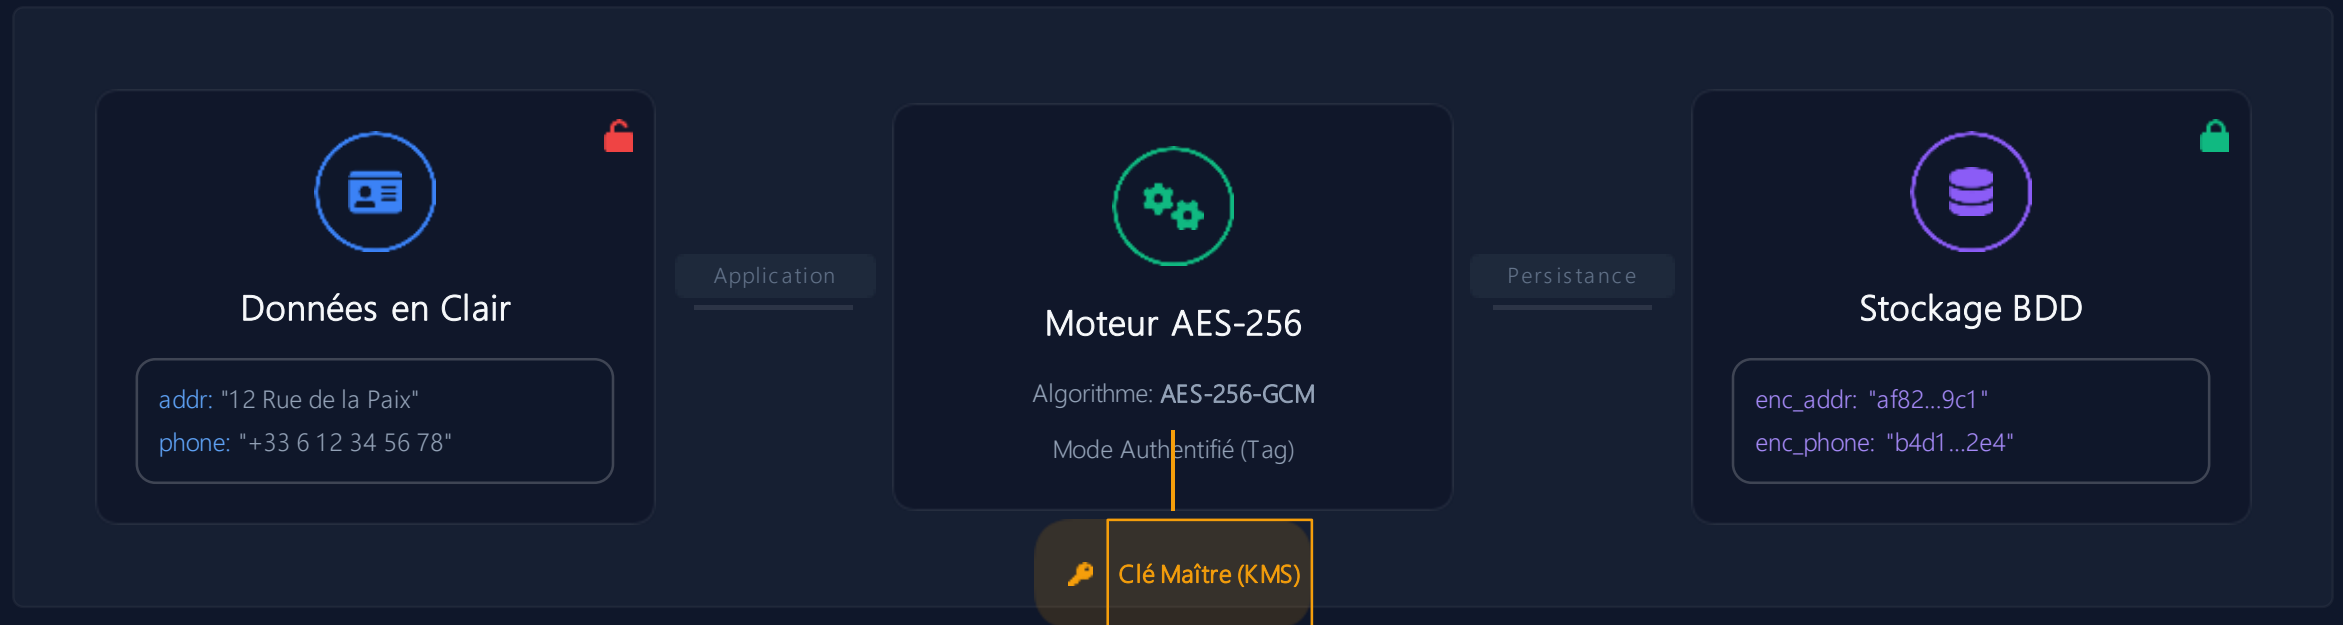 Données en Clair
addr: "12 Rue de la Paix"
phone: "+33 6 12 34 56 78"
Application
Moteur AES-256
Algorithme: AES-256-GCM
Mode Authentifié (Tag)
Clé Maître (KMS)
Persistance
Stockage BDD
enc_addr: "af82...9c1"
enc_phone: "b4d1...2e4"